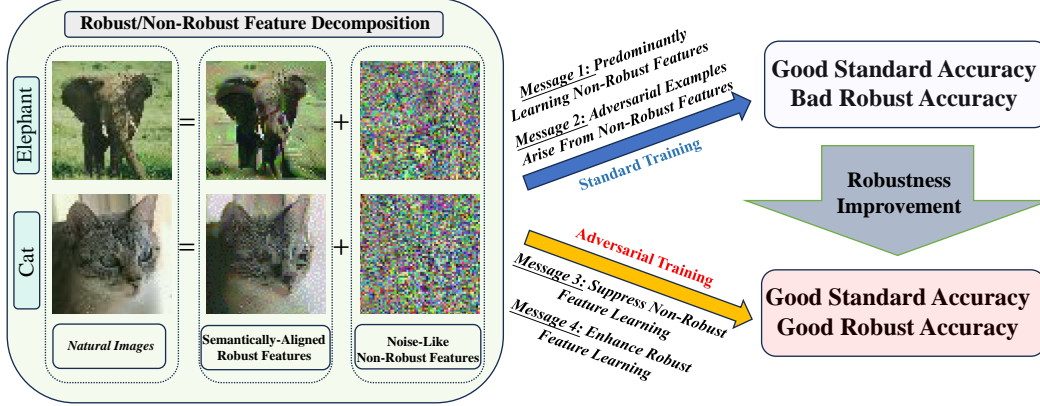 Robust/Non-Robust Feature Decomposition
Elephant
=
+
Cat
=
+
Natural Images
Semantically-Aligned
Robust Features
Noise-Like
Non-Robust Features
Message 1: Predominantly
Learning Non-Robust Features
Message 2: Adversarial Examples
Arise From Non-Robust Features
Standard Training
Adversarial Training
Message 3: Suppress Non-Robust
Feature Learning
Message 4: Enhance Robust
Feature Learning
Good Standard Accuracy
Bad Robust Accuracy
Robustness
Improvement
Good Standard Accuracy
Good Robust Accuracy